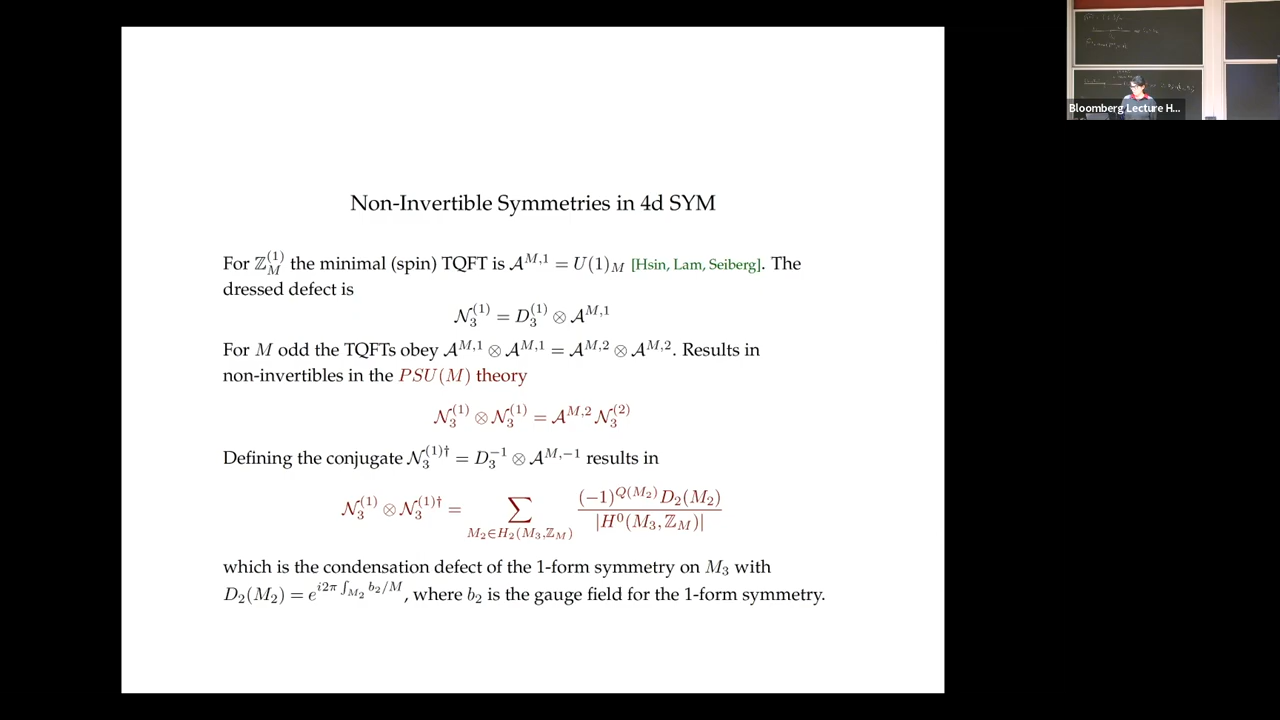 Non-Invertible Symmetries in 4d SYM
For ℤ_M^{(1)} the minimal (spin) TQFT is 𝒜^{M,1} = U(1)_M [Hsin, Lam, Seiberg]. The
dressed defect is
𝒩_3^{(1)} = D_3^{(1)} ⊗ 𝒜^{M,1}
For M odd the TQFTs obey 𝒜^{M,1} ⊗ 𝒜^{M,1} = 𝒜^{M,2} ⊗ 𝒜^{M,2}. Results in
non-invertibles in the PSU(M) theory
𝒩_3^{(1)} ⊗ 𝒩_3^{(1)} = 𝒜^{M,2} 𝒩_3^{(2)}
Defining the conjugate 𝒩_3^{(1)†} = D_3^{-1} ⊗ 𝒜^{M,-1} results in
𝒩_3^{(1)} ⊗ 𝒩_3^{(1)†} = ∑_{M_2∈H_2(M_3,ℤ_M)} \frac{(-1)^{Q(M_2)} D_2(M_2)}{|H^0(M_3,ℤ_M)|}
which is the condensation defect of the 1-form symmetry on M_3 with
D_2(M_2) = e^{i2π ∫_{M_2} b_2/M}, where b_2 is the gauge field for the 1-form symmetry.
Bloomberg Lecture H...